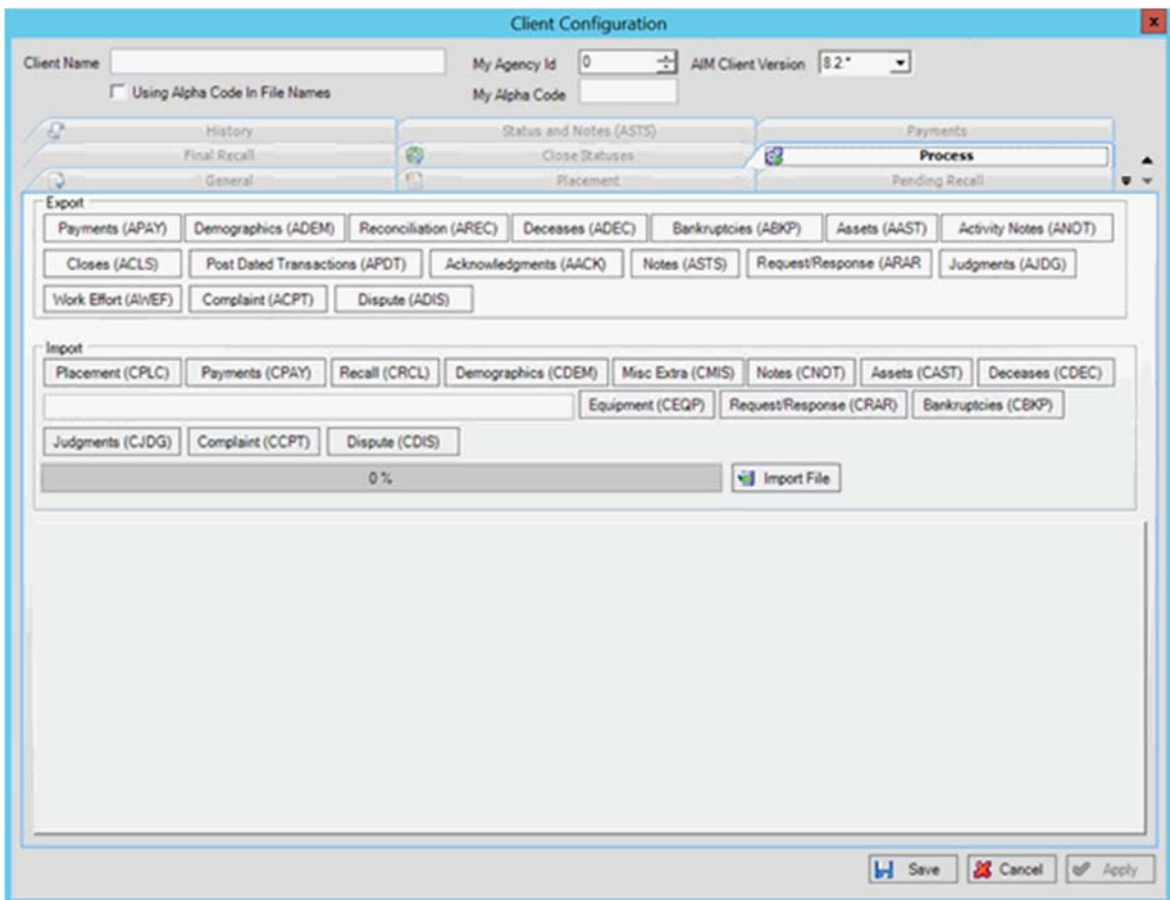 Client Configuration
Client Name My Agency Id 0 AIM Client Version 8.2.*
Using Alpha Code In File Names My Alpha Code
History Status and Notes (ASTS) Payments
Final Recall Close Statuses Process
General Placement Pending Recall
Export
Payments (APAY) Demographics (ADEM) Reconciliation (AREC) Deceases (ADEC) Bankruptcies (ABKP) Assets (AAST) Activity Notes (ANOT)
Closes (ACLS) Post Dated Transactions (APDT) Acknowledgments (AACK) Notes (ASTS) Request/Response (ARAR Judgments (AJDG)
Work Effort (AWEF) Complaint (ACPT) Dispute (ADIS)
Import
Placement (CPLC) Payments (CPAY) Recall (CRCL) Demographics (CDEM) Misc Extra (CMIS) Notes (CNOT) Assets (CAST) Deceases (CDEC)
Equipment (CEQP) Request/Response (CRAR) Bankruptcies (CBKP)
Judgments (CJDG) Complaint (CCPT) Dispute (CDIS)
0 % Import File
Save Cancel Apply